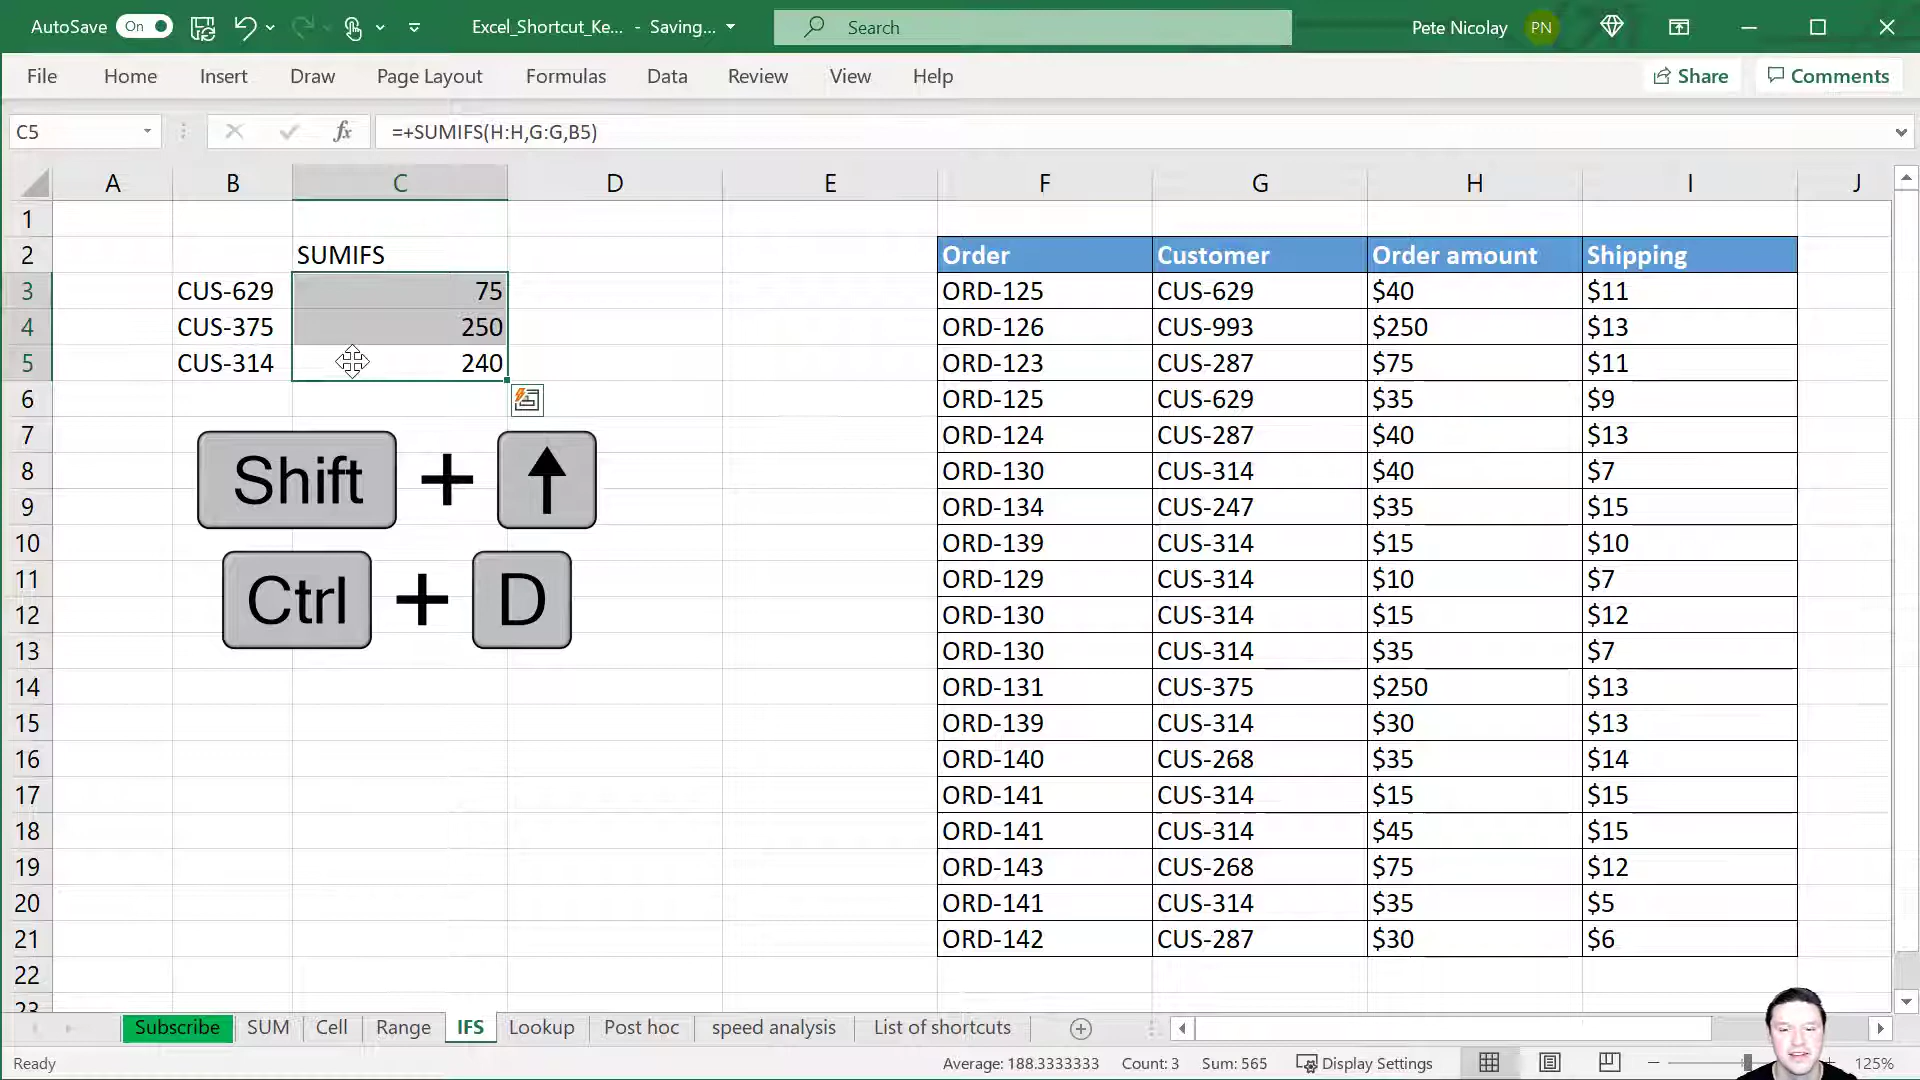 AutoSave On Excel_Shortcut_Ke... - Saving... Search Pete Nicolay PN
File Home Insert Draw Page Layout Formulas Data Review View Help Share Comments
C5 fx =+SUMIFS(H:H,G:G,B5)
A B C D E F G H I J
1
2 SUMIFS Order Customer Order amount Shipping
3 CUS-629 75 ORD-125 CUS-629 $40 $11
4 CUS-375 250 ORD-126 CUS-993 $250 $13
5 CUS-314 240 ORD-123 CUS-287 $75 $11
6 ORD-125 CUS-629 $35 $9
7 ORD-124 CUS-287 $40 $13
8 Shift + ORD-130 CUS-314 $40 $7
9 ORD-134 CUS-247 $35 $15
10 ORD-139 CUS-314 $15 $10
11 Ctrl + D ORD-129 CUS-314 $10 $7
12 ORD-130 CUS-314 $15 $12
13 ORD-130 CUS-314 $35 $7
14 ORD-131 CUS-375 $250 $13
15 ORD-139 CUS-314 $30 $13
16 ORD-140 CUS-268 $35 $14
17 ORD-141 CUS-314 $15 $15
18 ORD-141 CUS-314 $45 $15
19 ORD-143 CUS-268 $75 $12
20 ORD-141 CUS-314 $35 $5
21 ORD-142 CUS-287 $30 $6
22
23
Subscribe SUM Cell Range IFS Lookup Post hoc speed analysis List of shortcuts
Ready Average: 188.3333333 Count: 3 Sum: 565 Display Settings 125%